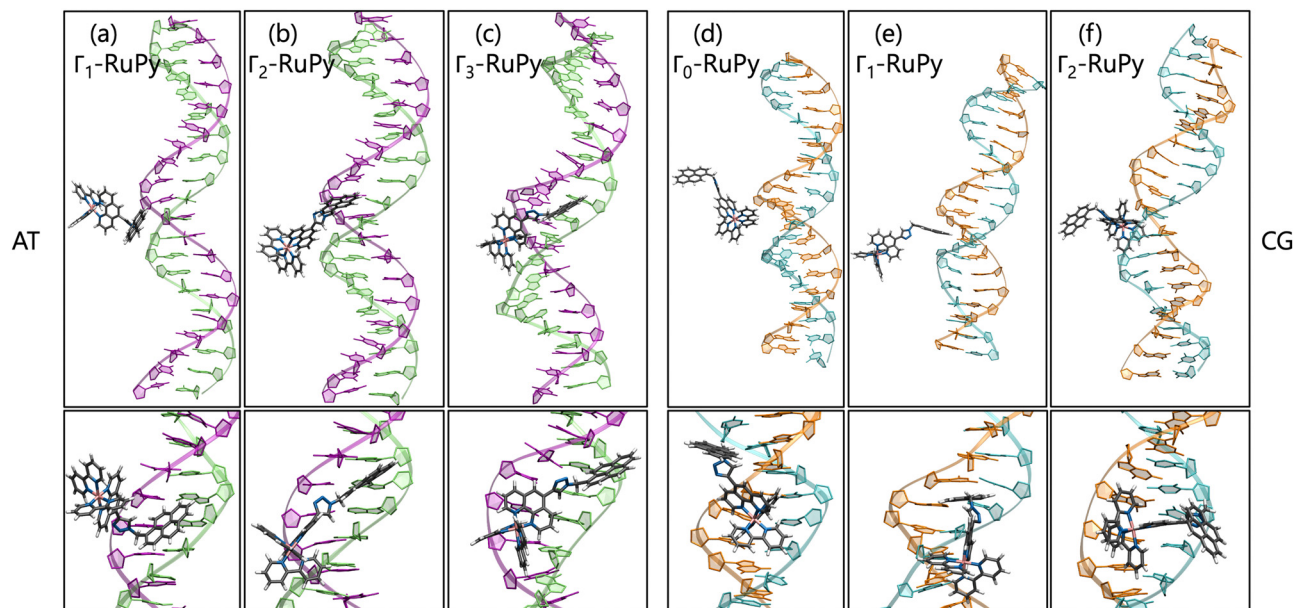 (a)
Γ₁-RuPy
(b)
Γ₂-RuPy
(c)
Γ₃-RuPy
(d)
Γ₀-RuPy
(e)
Γ₁-RuPy
(f)
Γ₂-RuPy
AT
CG